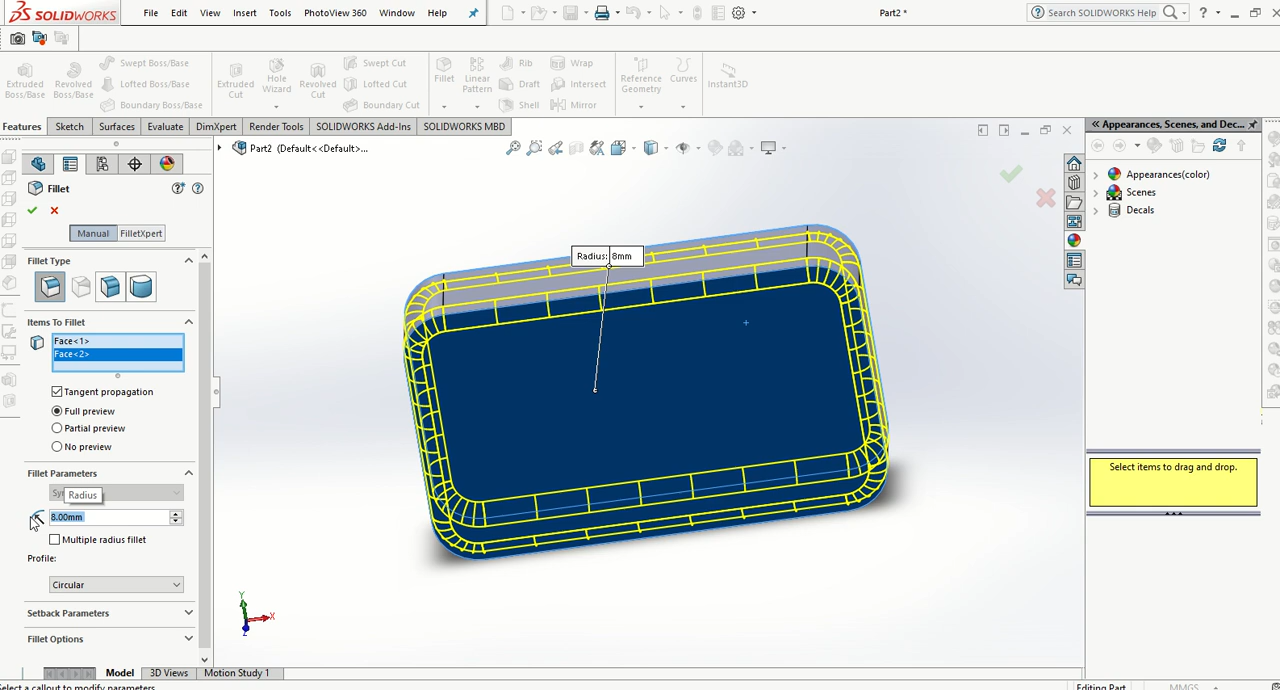 SOLIDWORKS File Edit View Insert Tools PhotoView 360 Window Help Part2 * Search SOLIDWORKS Help ?
Extruded Boss/Base Revolved Boss/Base Swept Boss/Base Lofted Boss/Base Boundary Boss/Base
Extruded Cut Hole Wizard Revolved Cut Swept Cut Lofted Cut Boundary Cut
Fillet Linear Pattern Rib Draft Shell Wrap Intersect Mirror
Reference Geometry Curves Instant3D
Features Sketch Surfaces Evaluate DimXpert Render Tools SOLIDWORKS Add-Ins SOLIDWORKS MBD
Part2 (Default<<Default>...
Fillet
Manual FilletXpert
Fillet Type
Items To Fillet
Face<1>
Face<2>
Tangent propagation
Full preview
Partial preview
No preview
Fillet Parameters
Sy
Radius
8.00mm
Multiple radius fillet
Profile:
Circular
Setback Parameters
Fillet Options
Radius: 8mm
Y
X
Z
Appearances, Scenes, and Dec...
Appearances(color)
Scenes
Decals
Select items to drag and drop.
Model 3D Views Motion Study 1
Select a callout to modify parameters
Editing Part MMGS